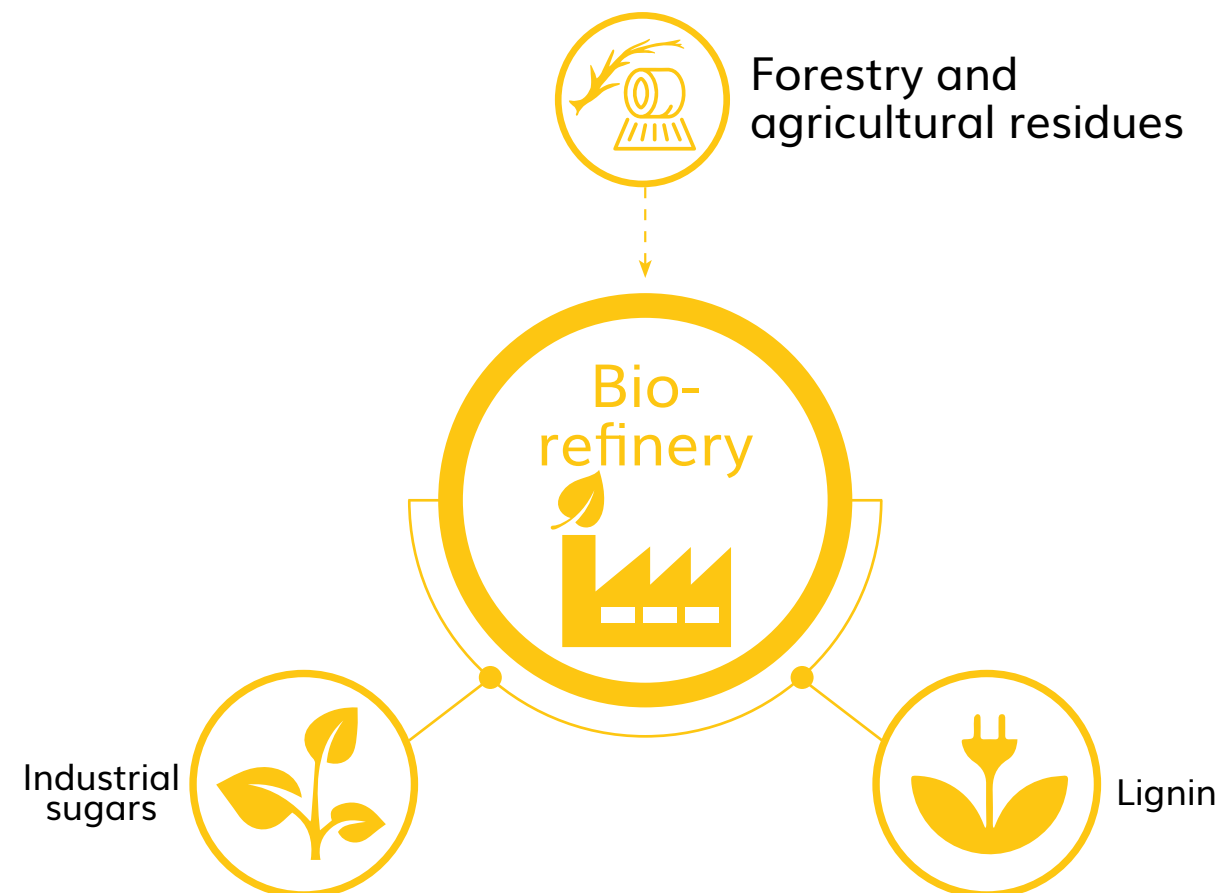 Forestry and
agricultural residues
Bio-
refinery
Industrial
sugars
Lignin